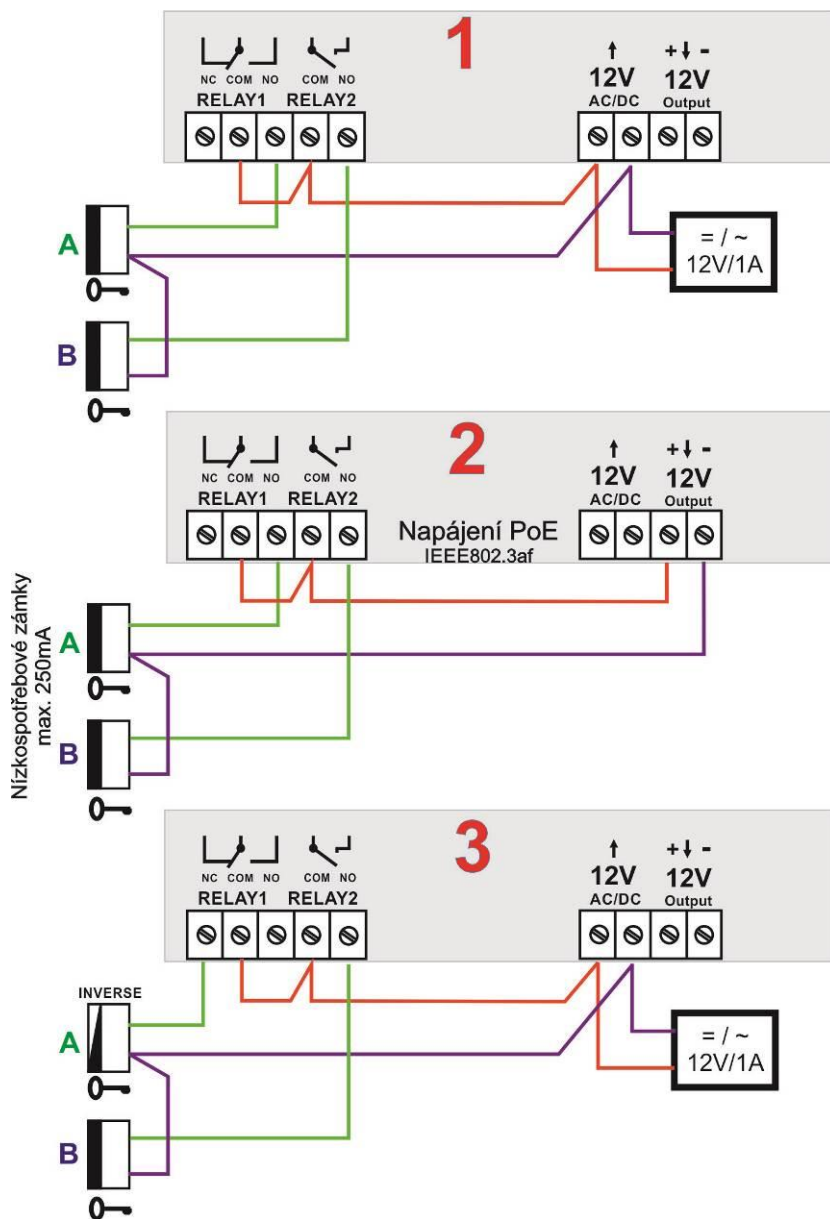 1
12V
+ -
12V
NC COM NO
COM NO
AC/DC
Output
RELAY1
RELAY2
A
= / ~
12V/1A
B
2
12V
+ -
12V
NC COM NO
COM NO
AC/DC
Output
RELAY1
RELAY2
Napájení PoE
IEEE802.3af
Nízkospotřebové zámky
max. 250mA
A
B
3
12V
+ -
12V
NC COM NO
COM NO
AC/DC
Output
RELAY1
RELAY2
INVERSE
A
= / ~
12V/1A
B